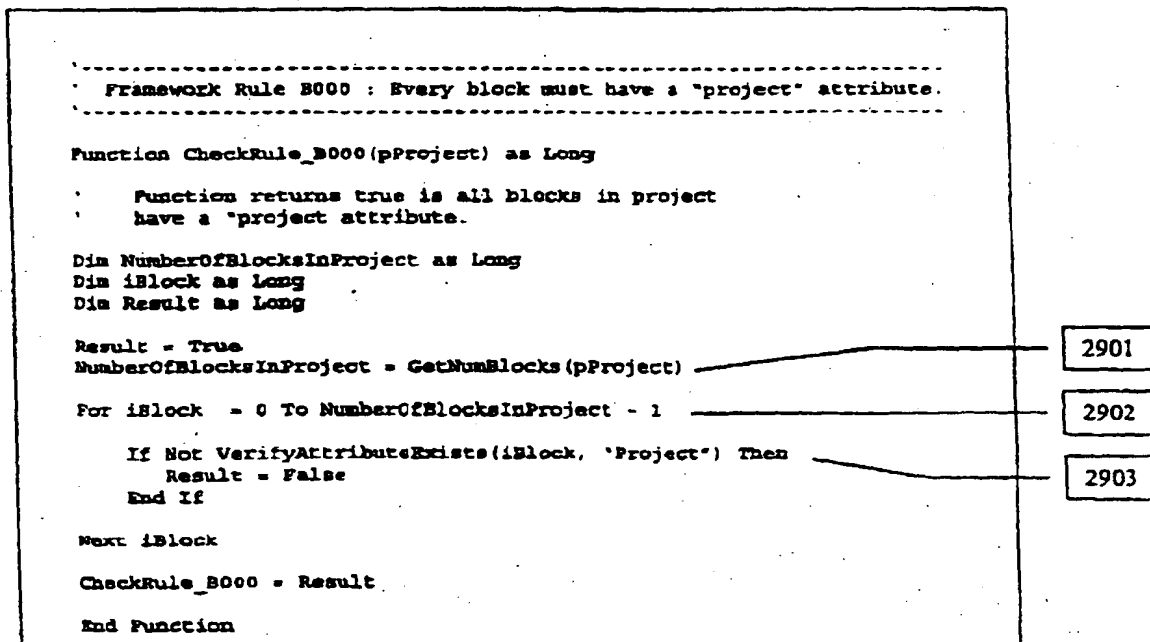 '-----------------------------------------------------------
' Framework Rule B000 : Every block must have a "project" attribute.
'-----------------------------------------------------------
Function CheckRule_B000(pProject) as Long
' Function returns true is all blocks in project
' have a "project attribute.
Dim NumberOfBlocksInProject as Long
Dim iBlock as Long
Dim Result as Long
Result = True
NumberOfBlocksInProject = GetNumBlocks(pProject)
2901
For iBlock = 0 To NumberOfBlocksInProject - 1
2902
If Not VerifyAttributeExists(iBlock, "Project") Then
2903
Result = False
End If
Next iBlock
CheckRule_B000 = Result
End Function